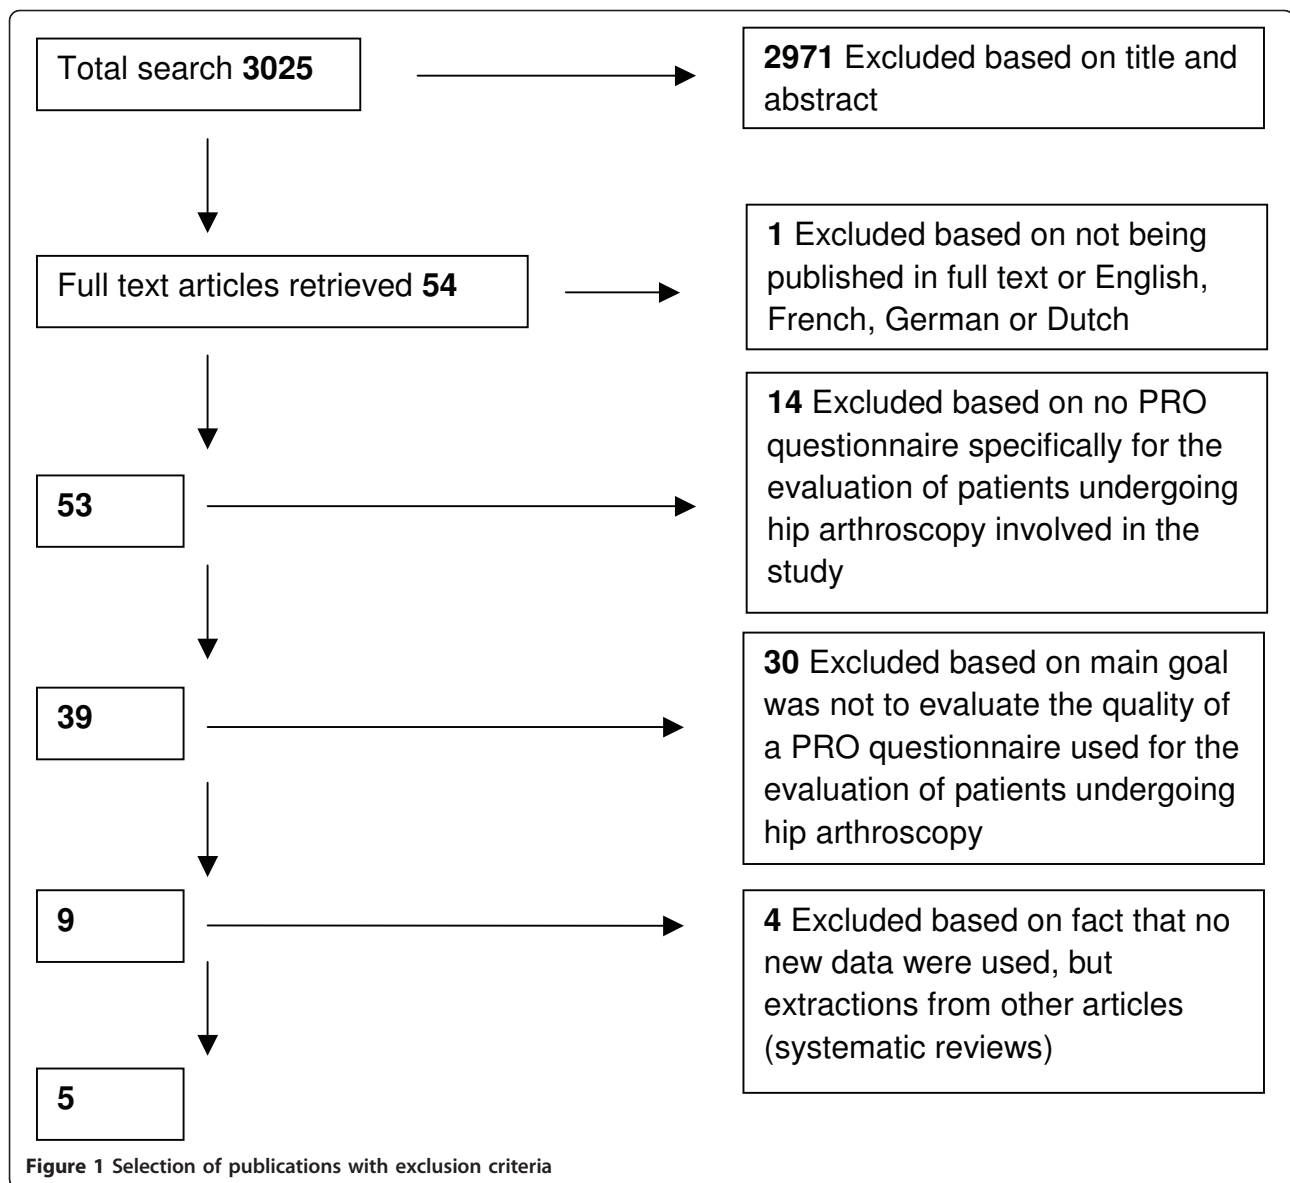 Total search 3025
2971 Excluded based on title and
abstract
Full text articles retrieved 54
1 Excluded based on not being
published in full text or English,
French, German or Dutch
53
14 Excluded based on no PRO
questionnaire specifically for the
evaluation of patients undergoing
hip arthroscopy involved in the
study
39
30 Excluded based on main goal
was not to evaluate the quality of
a PRO questionnaire used for the
evaluation of patients undergoing
hip arthroscopy
9
4 Excluded based on fact that no
new data were used, but
extractions from other articles
(systematic reviews)
5
Figure 1 Selection of publications with exclusion criteria